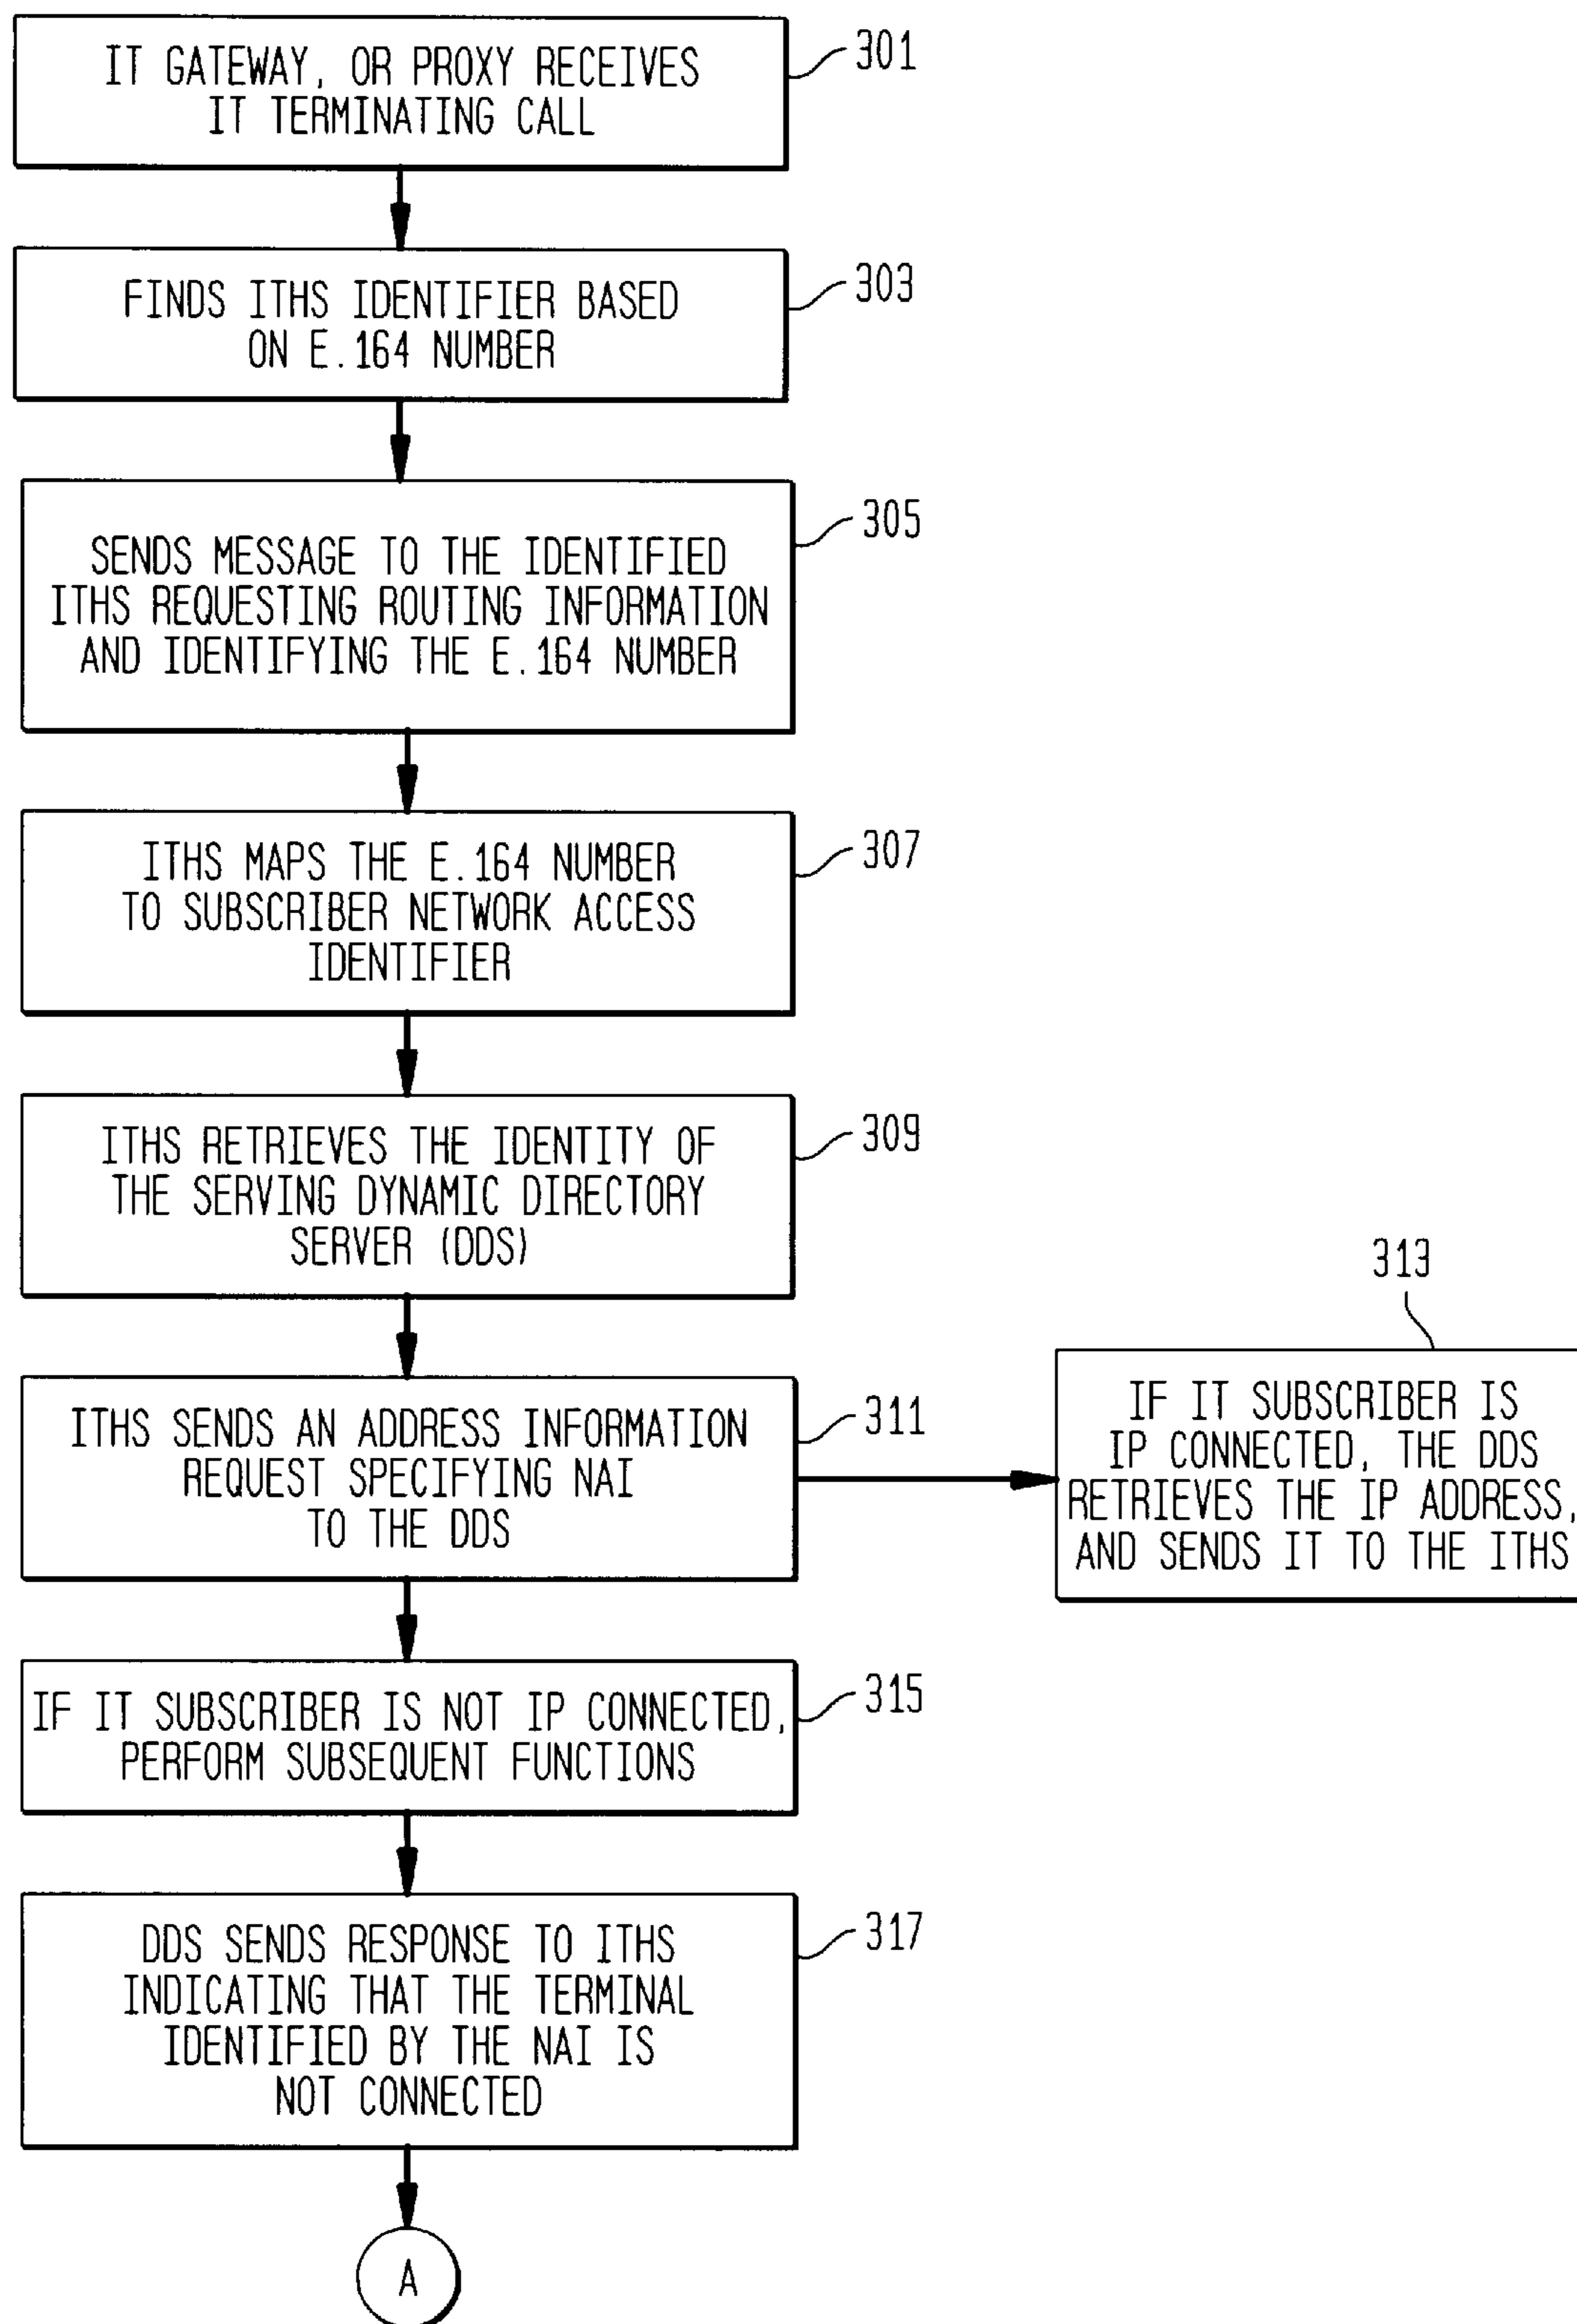 IT GATEWAY, OR PROXY RECEIVES
IT TERMINATING CALL
301
FINDS ITHS IDENTIFIER BASED
ON E.164 NUMBER
303
SENDS MESSAGE TO THE IDENTIFIED
ITHS REQUESTING ROUTING INFORMATION
AND IDENTIFYING THE E.164 NUMBER
305
ITHS MAPS THE E.164 NUMBER
TO SUBSCRIBER NETWORK ACCESS
IDENTIFIER
307
ITHS RETRIEVES THE IDENTITY OF
THE SERVING DYNAMIC DIRECTORY
SERVER (DDS)
309
ITHS SENDS AN ADDRESS INFORMATION
REQUEST SPECIFYING NAI
TO THE DDS
311
313
IF IT SUBSCRIBER IS
IP CONNECTED, THE DDS
RETRIEVES THE IP ADDRESS,
AND SENDS IT TO THE ITHS
IF IT SUBSCRIBER IS NOT IP CONNECTED,
PERFORM SUBSEQUENT FUNCTIONS
315
DDS SENDS RESPONSE TO ITHS
INDICATING THAT THE TERMINAL
IDENTIFIED BY THE NAI IS
NOT CONNECTED
317
A